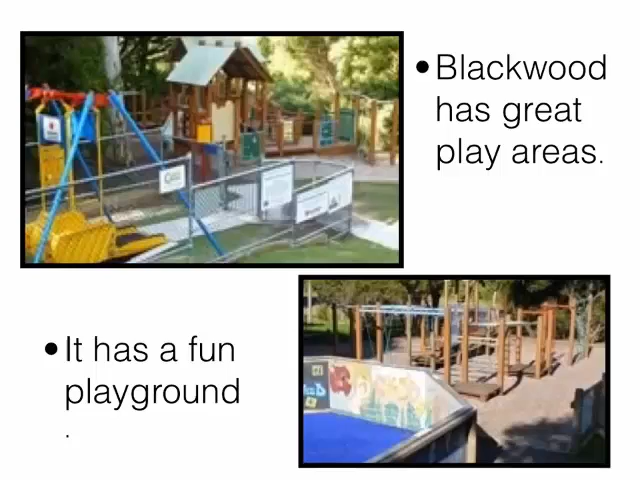 •Blackwood
has great
play areas.
•It has a fun
playground
.